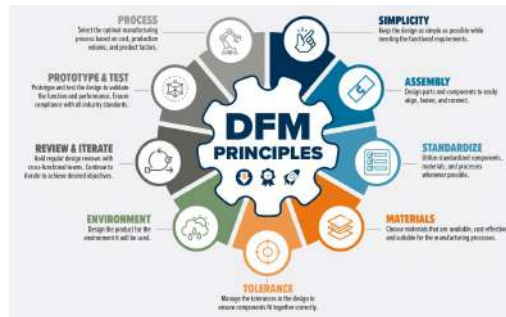 DFM
PRINCIPLES
SIMPLICITY
Keep the design as simple as possible while
meeting the functional requirements.
ASSEMBLY
Design parts and components to easily
align, fasten, and connect.
STANDARDIZE
Utilize standardized components,
materials, and processes
whenever possible.
MATERIALS
Choose materials that are available, cost effective
and suitable for the manufacturing processes.
TOLERANCE
Manage the tolerances in the design to
ensure components fit together correctly.
ENVIRONMENT
Design the product for the
environment it will be used.
REVIEW & ITERATE
Hold regular design reviews with
cross-functional teams. Continue to
iterate to achieve desired objectives.
PROTOTYPE & TEST
Prototype and test the design to validate
the function and performance. Ensure
compliance with all industry standards.
PROCESS
Select the optimal manufacturing
process based on cost, production
volume, and product factors.